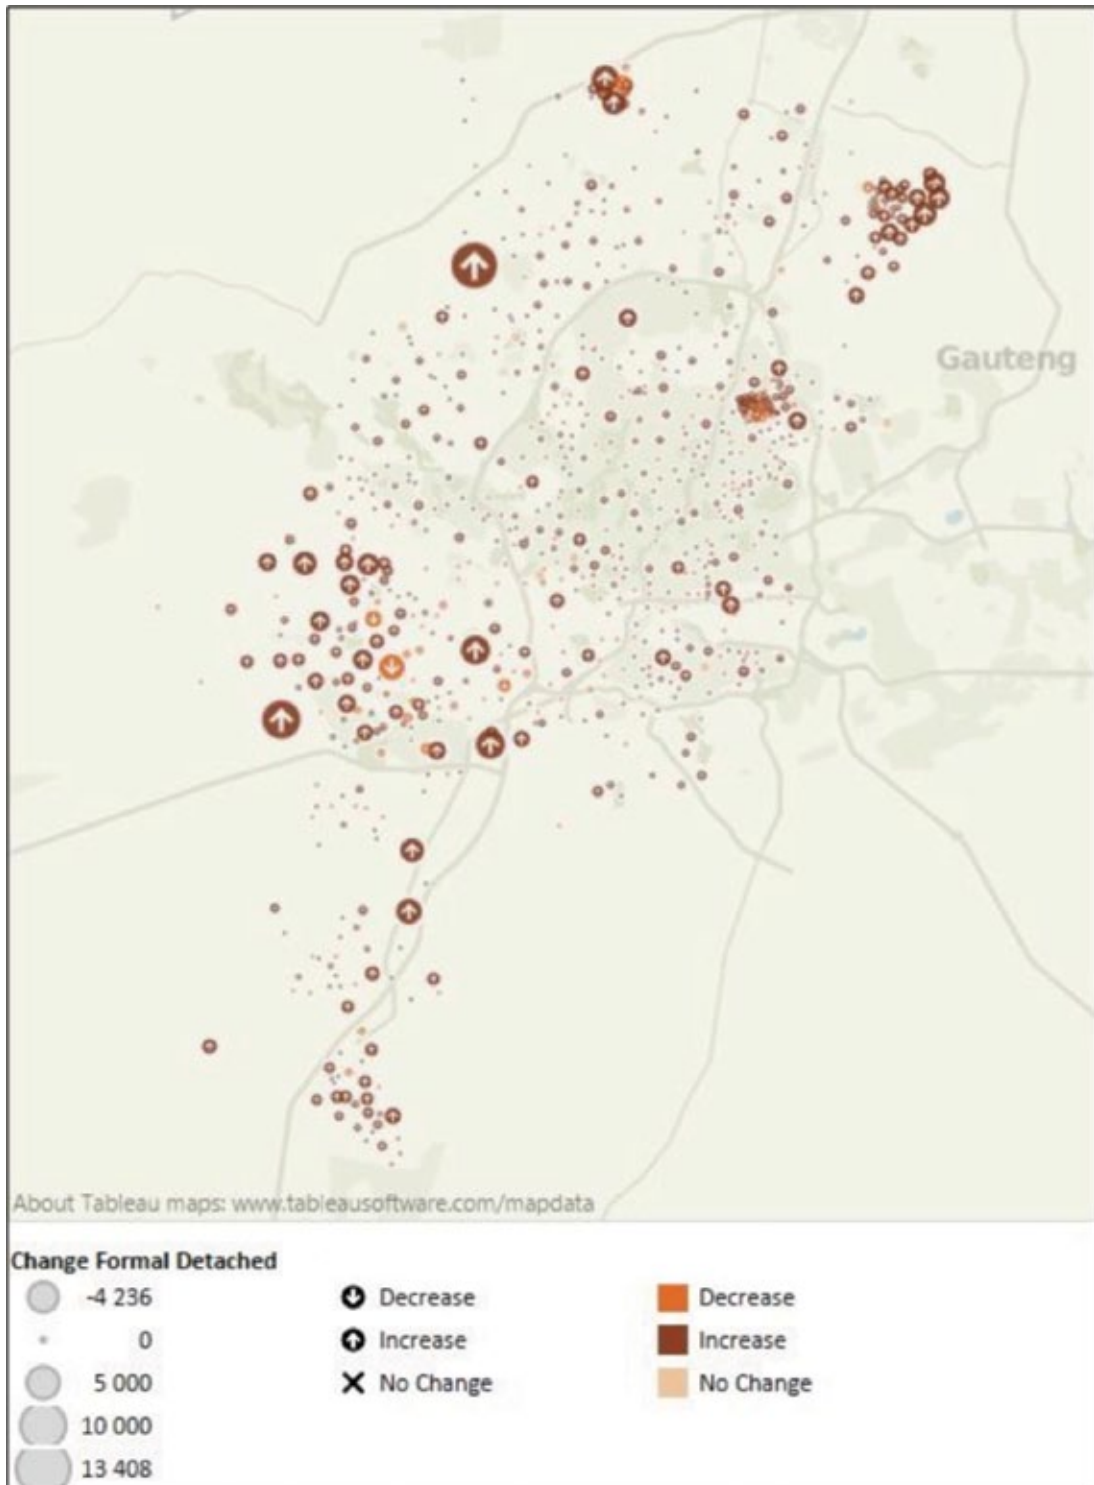 Gauteng
About Tableau maps: www.tableausoftware.com/mapdata
Change Formal Detached
-4 236
0
5 000
10 000
13 408
Decrease
Increase
No Change
Decrease
Increase
No Change